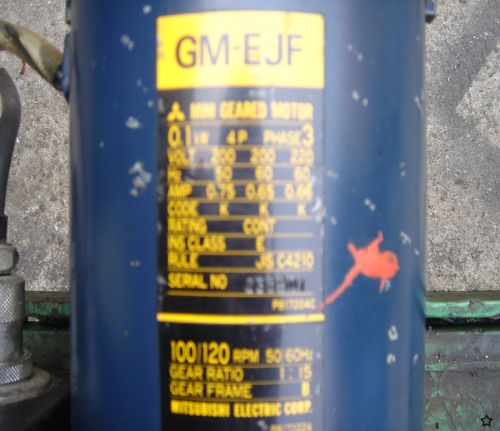 GM-EJF
MINI GEARED MOTOR
0.1 kW 4 P PHASE 3
VOLT 200 200 220
Hz 50 60 60
AMP 0.75 0.65 0.65
CODE K K K
RATING CONT
INS CLASS E
RULE JIS C4210
SERIAL NO
PB17204C
100/120 RPM 50/60Hz
GEAR RATIO 1:15
GEAR FRAME B
MITSUBISHI ELECTRIC CORP.